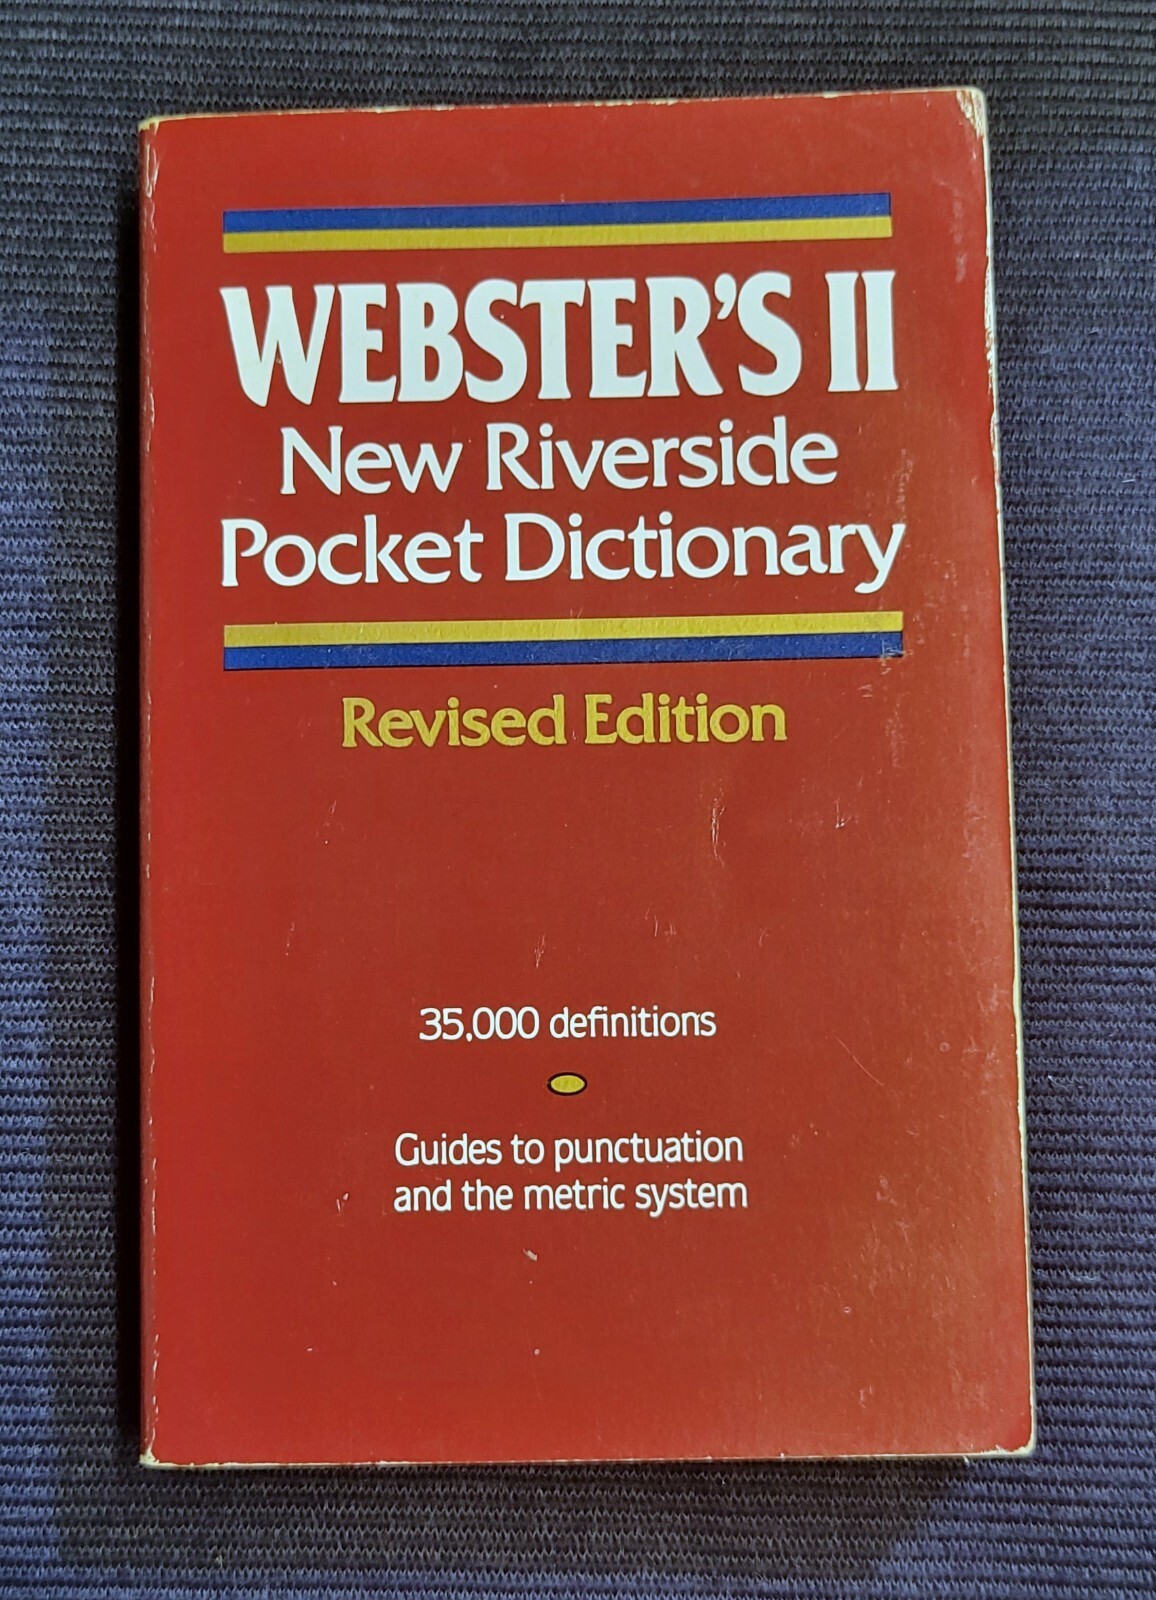 WEBSTER'S II
New Riverside
Pocket Dictionary
Revised Edition
35,000 definitions
Guides to punctuation
and the metric system